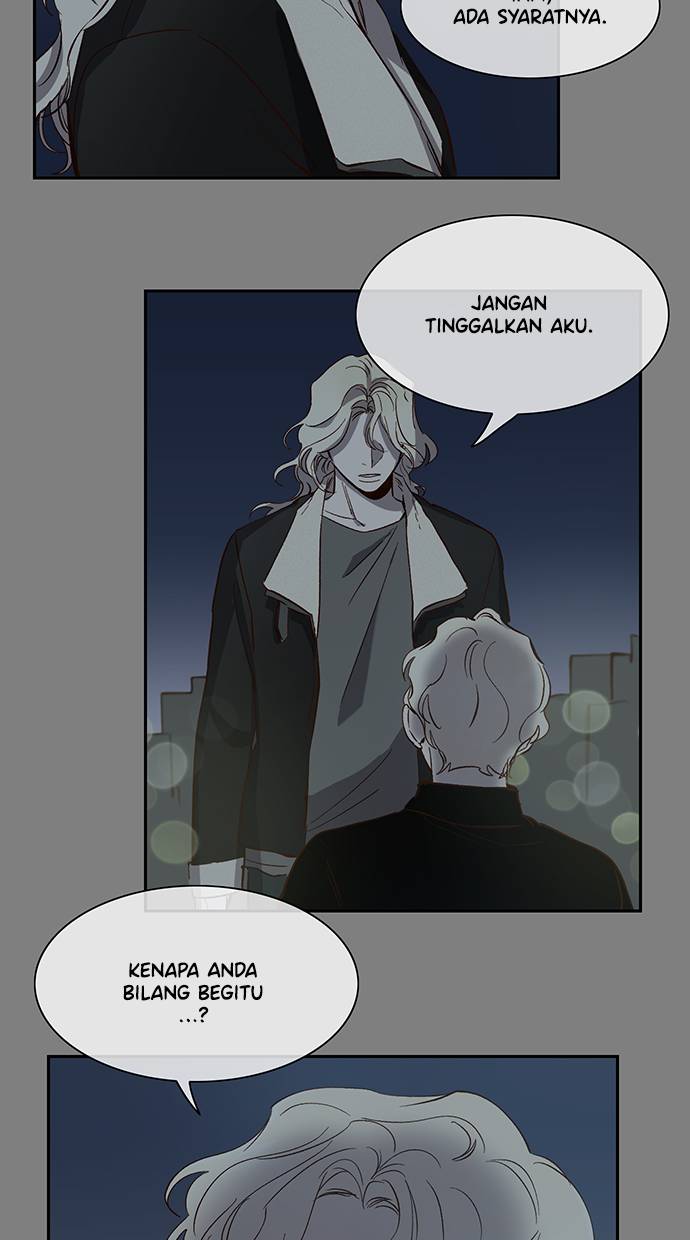 ADA SYARATNYA.
JANGAN
TINGGALKAN AKU.
KENAPA ANDA
BILANG BEGITU
...?